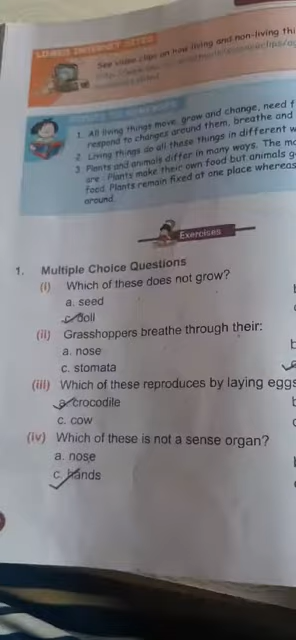 See video clips on how living and non-living thi
1. All living things move, grow and change, need f
respond to changes around them, breathe and
2. Living things do all these things in different w
3. Plants and animals differ in many ways. The mo
are : Plants make their own food but animals g
food. Plants remain fixed at one place whereas
around.
Exercises
1. Multiple Choice Questions
(i) Which of these does not grow?
a. seed
c. doll
(ii) Grasshoppers breathe through their:
a. nose
c. stomata
(iii) Which of these reproduces by laying eggs
a. crocodile
c. cow
(iv) Which of these is not a sense organ?
a. nose
c. hands